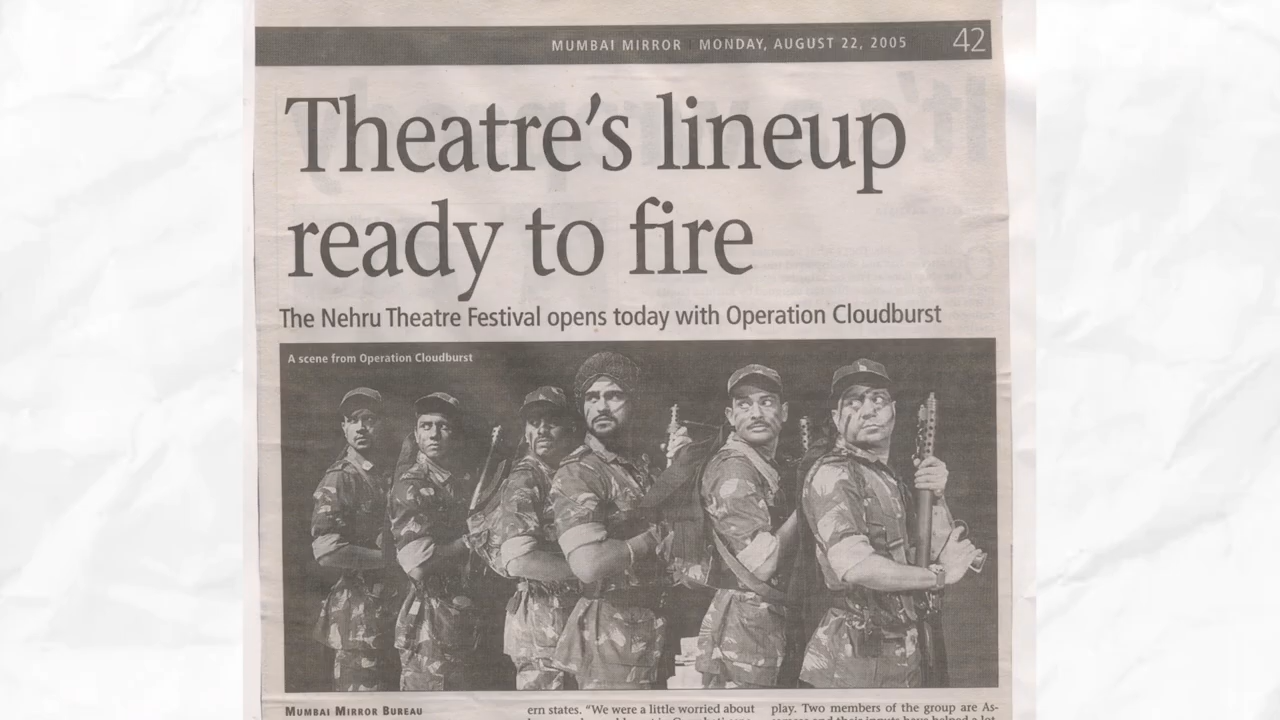 MUMBAI MIRROR | MONDAY, AUGUST 22, 2005 42
Theatre's lineup
ready to fire
The Nehru Theatre Festival opens today with Operation Cloudburst
A scene from Operation Cloudburst
MUMBAI MIRROR BUREAU
ern states. “We were a little worried about
play. Two members of the group are As-